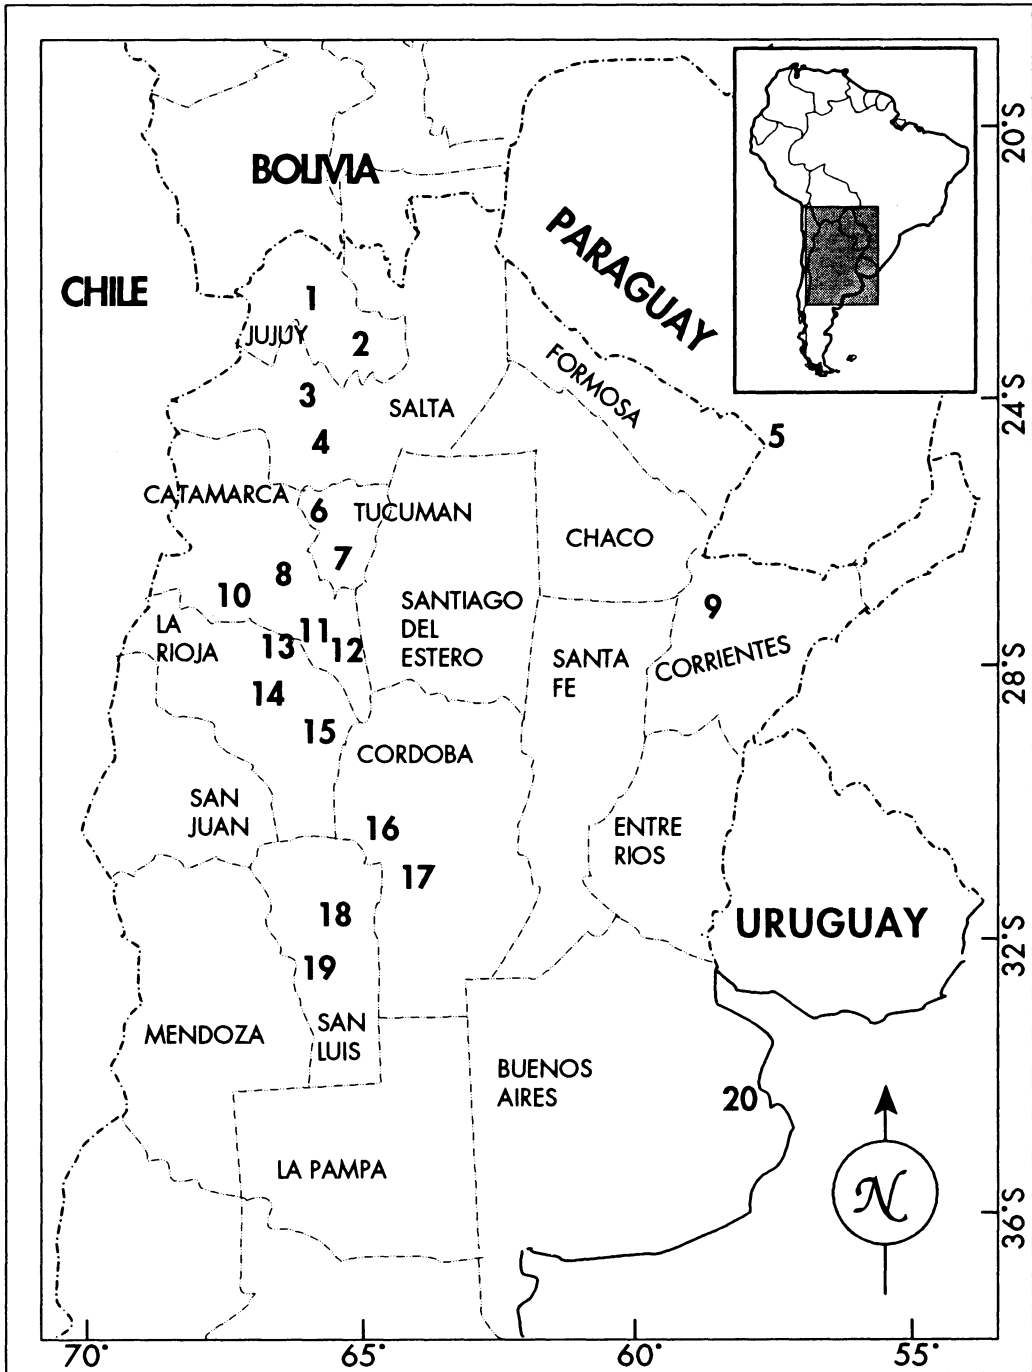 20°S
BOLIVIA
PARAGUAY
CHILE
1
JUJUY
2
3
SALTA
FORMOSA
24°S
4
5
CATAMARCA
6
TUCUMAN
CHACO
7
8
10
SANTIAGO
DEL
ESTERO
9
LA
RIOJA
11
12
13
SANTA
FE
CORRIENTES
28°S
14
15
CORDOBA
SAN
JUAN
16
ENTRE
RIOS
17
18
URUGUAY
32°S
19
MENDOZA
SAN
LUIS
BUENOS
AIRES
20
LA PAMPA
N
36°S
70°
65°
60°
55°